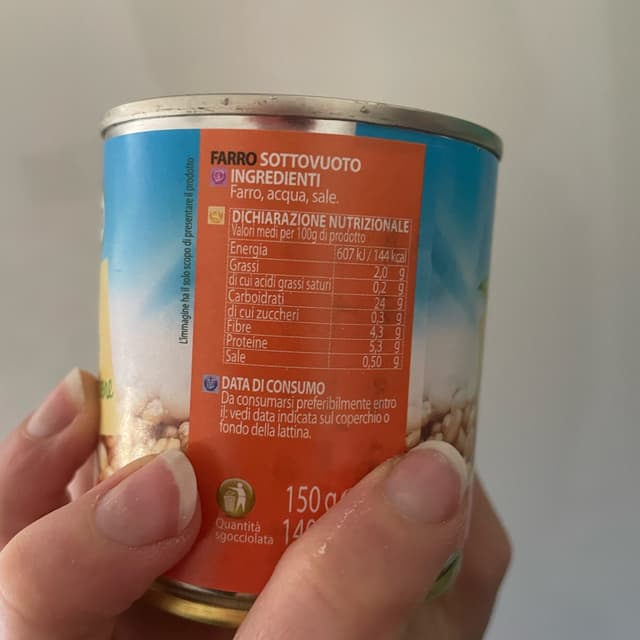 L'immagine ha il solo scopo di presentare il prodotto
FARRO SOTTOVUOTO
INGREDIENTI
Farro, acqua, sale.
DICHIARAZIONE NUTRIZIONALE
Valori medi per 100g di prodotto
Energia 607 kJ / 144 kcal
Grassi 2,0 g
di cui acidi grassi saturi 0,2 g
Carboidrati 24 g
di cui zuccheri 0,3 g
Fibre 4,3 g
Proteine 5,3 g
Sale 0,50 g
DATA DI CONSUMO
Da consumarsi preferibilmente entro
il: vedi data indicata sul coperchio o
fondo della lattina.
150 g
Quantità
sgocciolata